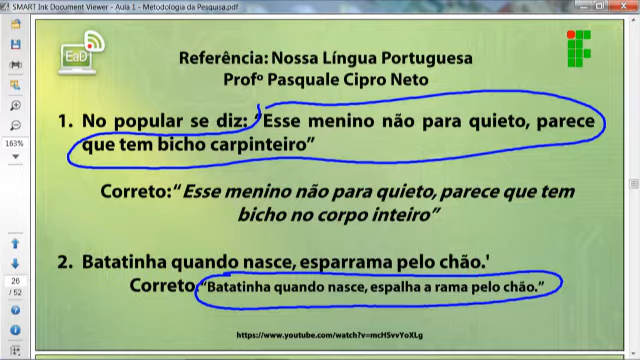 SMART Ink Document Viewer - Aula 1 - Metodologia da Pesquisa.pdf
EaD
Referência: Nossa Língua Portuguesa
Profº Pasquale Cipro Neto
1. No popular se diz: "Esse menino não para quieto, parece
que tem bicho carpinteiro"
Correto: “Esse menino não para quieto, parece que tem
bicho no corpo inteiro”
2. Batatinha quando nasce, esparrama pelo chão.'
Correto: “Batatinha quando nasce, espalha a rama pelo chão.”
https://www.youtube.com/watch?v=mcHSvvYoXLg
163%
26
/ 52